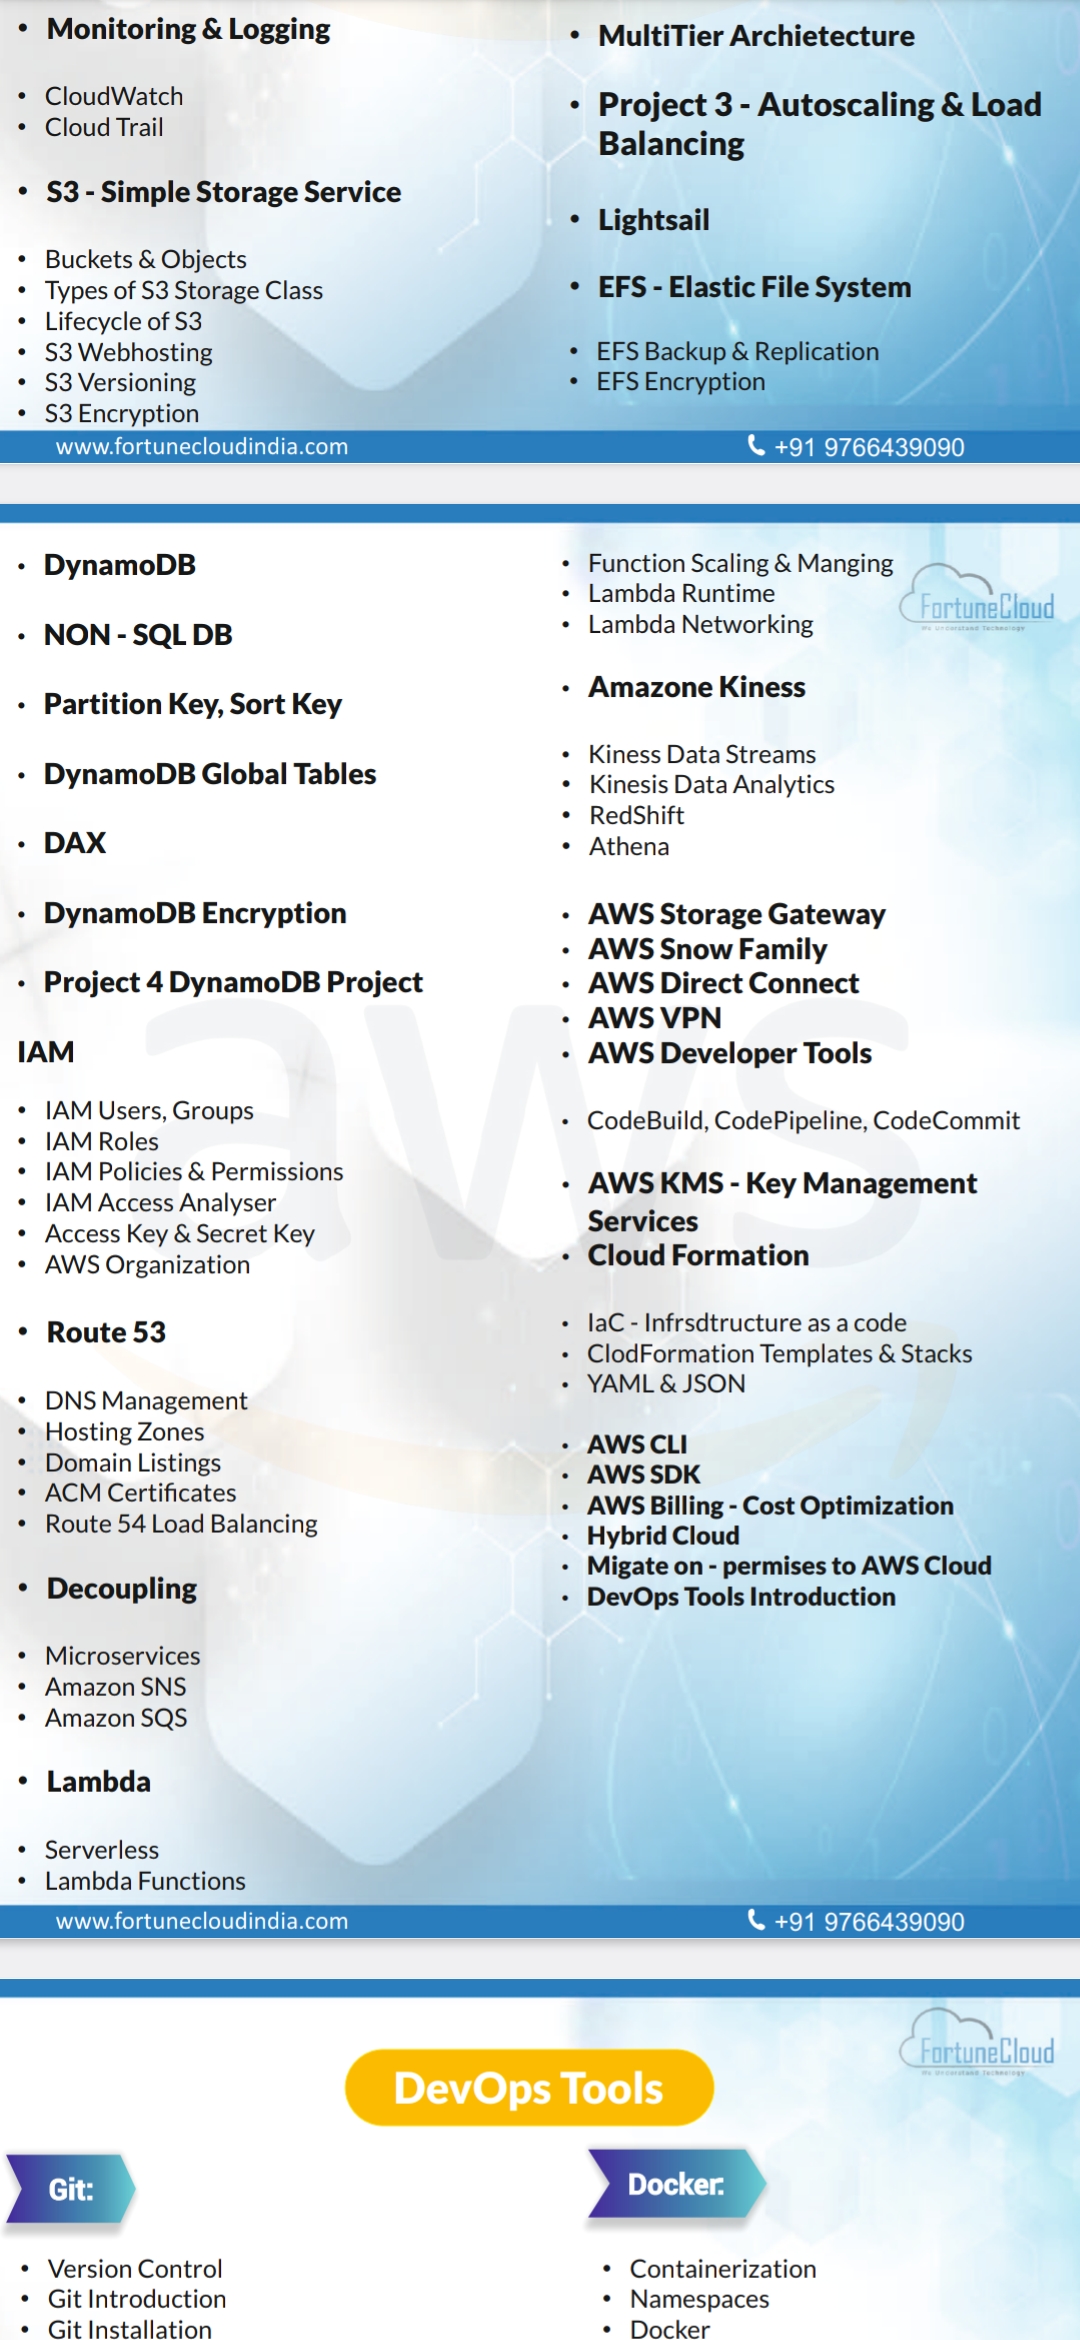 Monitoring & Logging
CloudWatch
Cloud Trail
S3 - Simple Storage Service
Buckets & Objects
Types of S3 Storage Class
Lifecycle of S3
S3 Webhosting
S3 Versioning
S3 Encryption
MultiTier Archietecture
Project 3 - Autoscaling & Load
Balancing
Lightsail
EFS - Elastic File System
EFS Backup & Replication
EFS Encryption
www.fortunecloudindia.com
+91 9766439090
DynamoDB
NON - SQL DB
Partition Key, Sort Key
DynamoDB Global Tables
DAX
DynamoDB Encryption
Project 4 DynamoDB Project
IAM
IAM Users, Groups
IAM Roles
IAM Policies & Permissions
IAM Access Analyser
Access Key & Secret Key
AWS Organization
Route 53
DNS Management
Hosting Zones
Domain Listings
ACM Certificates
Route 54 Load Balancing
Decoupling
Microservices
Amazon SNS
Amazon SQS
Lambda
Serverless
Lambda Functions
FortuneCloud
We Understand Technology
Function Scaling & Manging
Lambda Runtime
Lambda Networking
Amazone Kiness
Kiness Data Streams
Kinesis Data Analytics
RedShift
Athena
AWS Storage Gateway
AWS Snow Family
AWS Direct Connect
AWS VPN
AWS Developer Tools
CodeBuild, CodePipeline, CodeCommit
AWS KMS - Key Management
Services
Cloud Formation
IaC - Infrsdtructure as a code
ClodFormation Templates & Stacks
YAML & JSON
AWS CLI
AWS SDK
AWS Billing - Cost Optimization
Hybrid Cloud
Migate on - permises to AWS Cloud
DevOps Tools Introduction
aws
www.fortunecloudindia.com
+91 9766439090
FortuneCloud
We Understand Technology
DevOps Tools
Git:
Version Control
Git Introduction
Git Installation
Docker:
Containerization
Namespaces
Docker